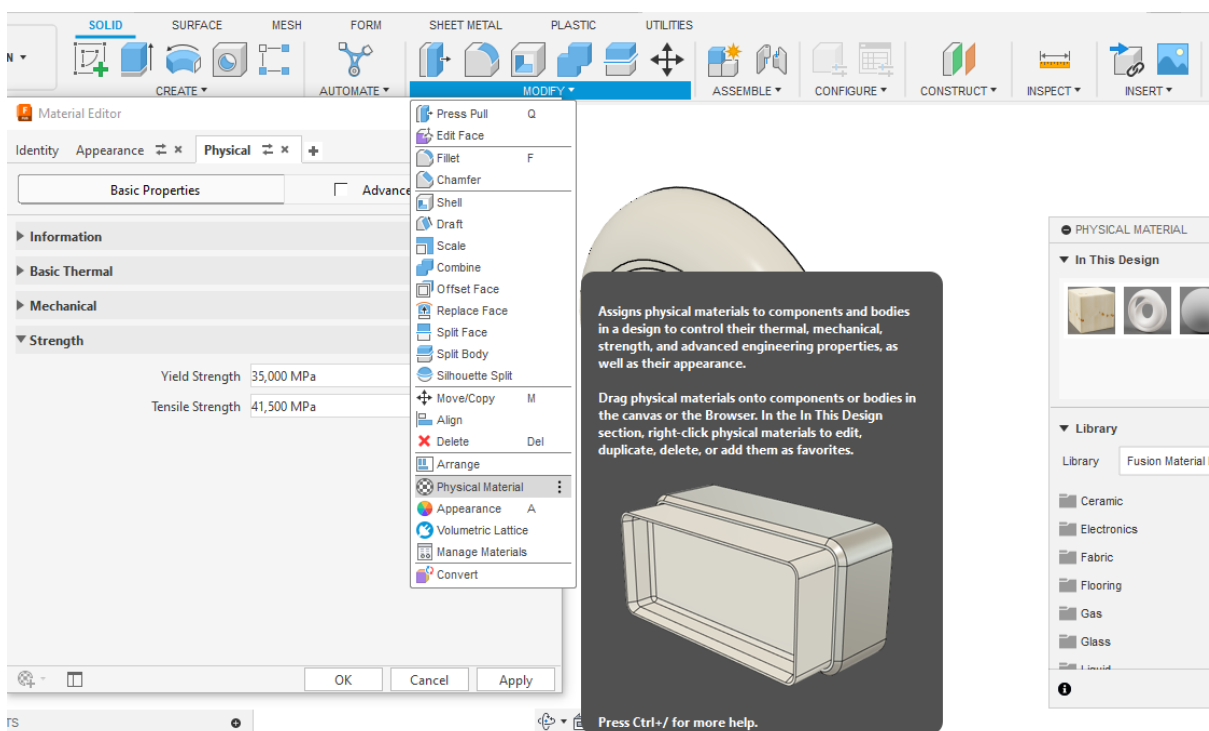 SOLID SURFACE MESH FORM SHEET METAL PLASTIC UTILITIES
N
CREATE AUTOMATE MODIFY ASSEMBLE CONFIGURE CONSTRUCT INSPECT INSERT
Material Editor
Identity Appearance Physical
Basic Properties Advance
Information
Basic Thermal
Mechanical
Strength
Yield Strength 35,000 MPa
Tensile Strength 41,500 MPa
OK Cancel Apply
TS
Press Pull Q
Edit Face
Fillet F
Chamfer
Shell
Draft
Scale
Combine
Offset Face
Replace Face
Split Face
Split Body
Silhouette Split
Move/Copy M
Align
Delete Del
Arrange
Physical Material
Appearance A
Volumetric Lattice
Manage Materials
Convert
Assigns physical materials to components and bodies
in a design to control their thermal, mechanical,
strength, and advanced engineering properties, as
well as their appearance.
Drag physical materials onto components or bodies in
the canvas or the Browser. In the In This Design
section, right-click physical materials to edit,
duplicate, delete, or add them as favorites.
Press Ctrl+/ for more help.
PHYSICAL MATERIAL
In This Design
Library
Library Fusion Material
Ceramic
Electronics
Fabric
Flooring
Gas
Glass
Liquid